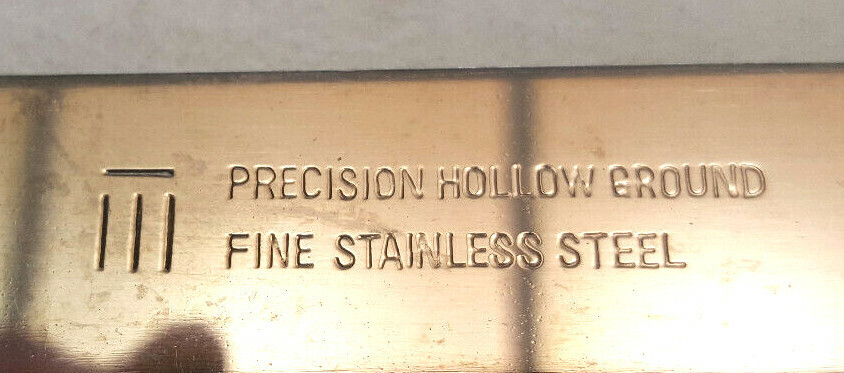 PRECISION HOLLOW GROUND
FINE STAINLESS STEEL